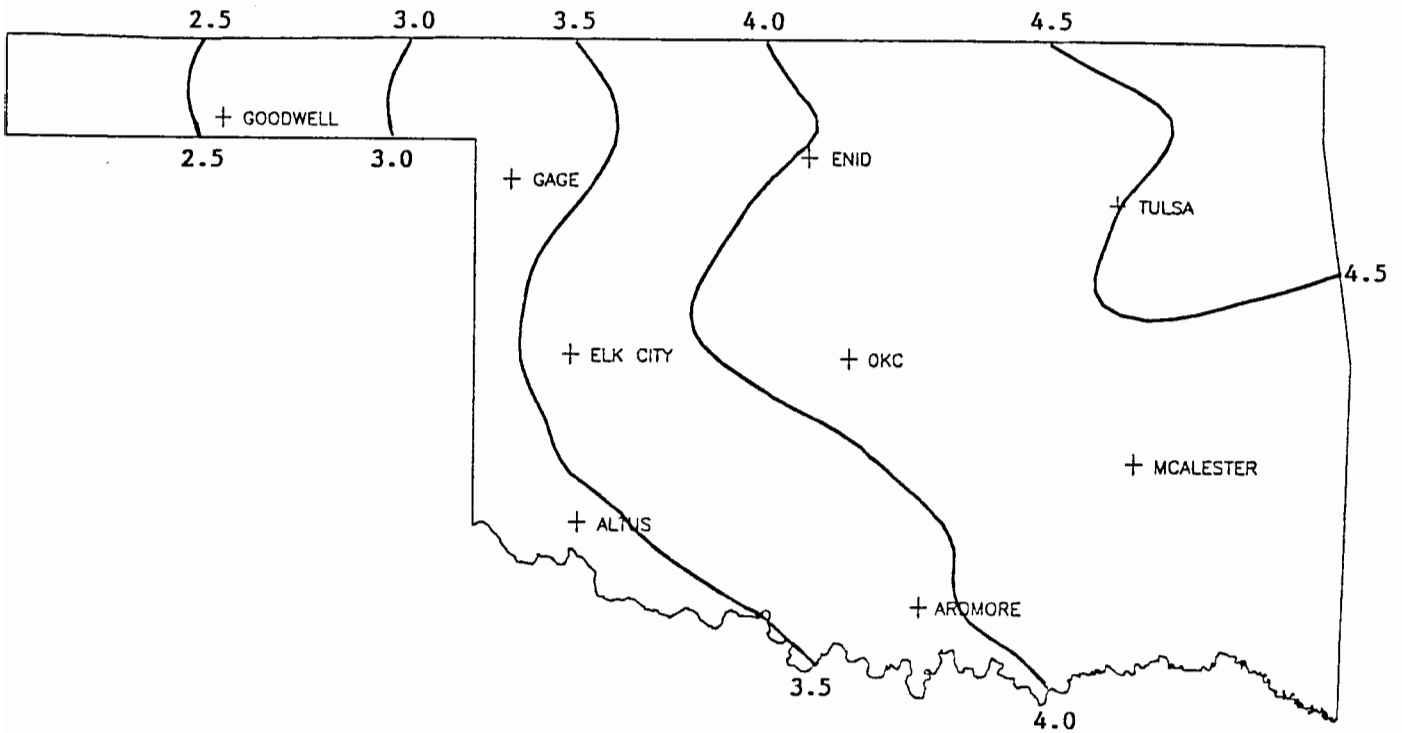 2.5 3.0 3.5 4.0 4.5
GOODWELL
2.5 3.0
ENID
GAGE
TULSA
4.5
ELK CITY
OKC
MCALESTER
ALTUS
ARDMORE
3.5
4.0